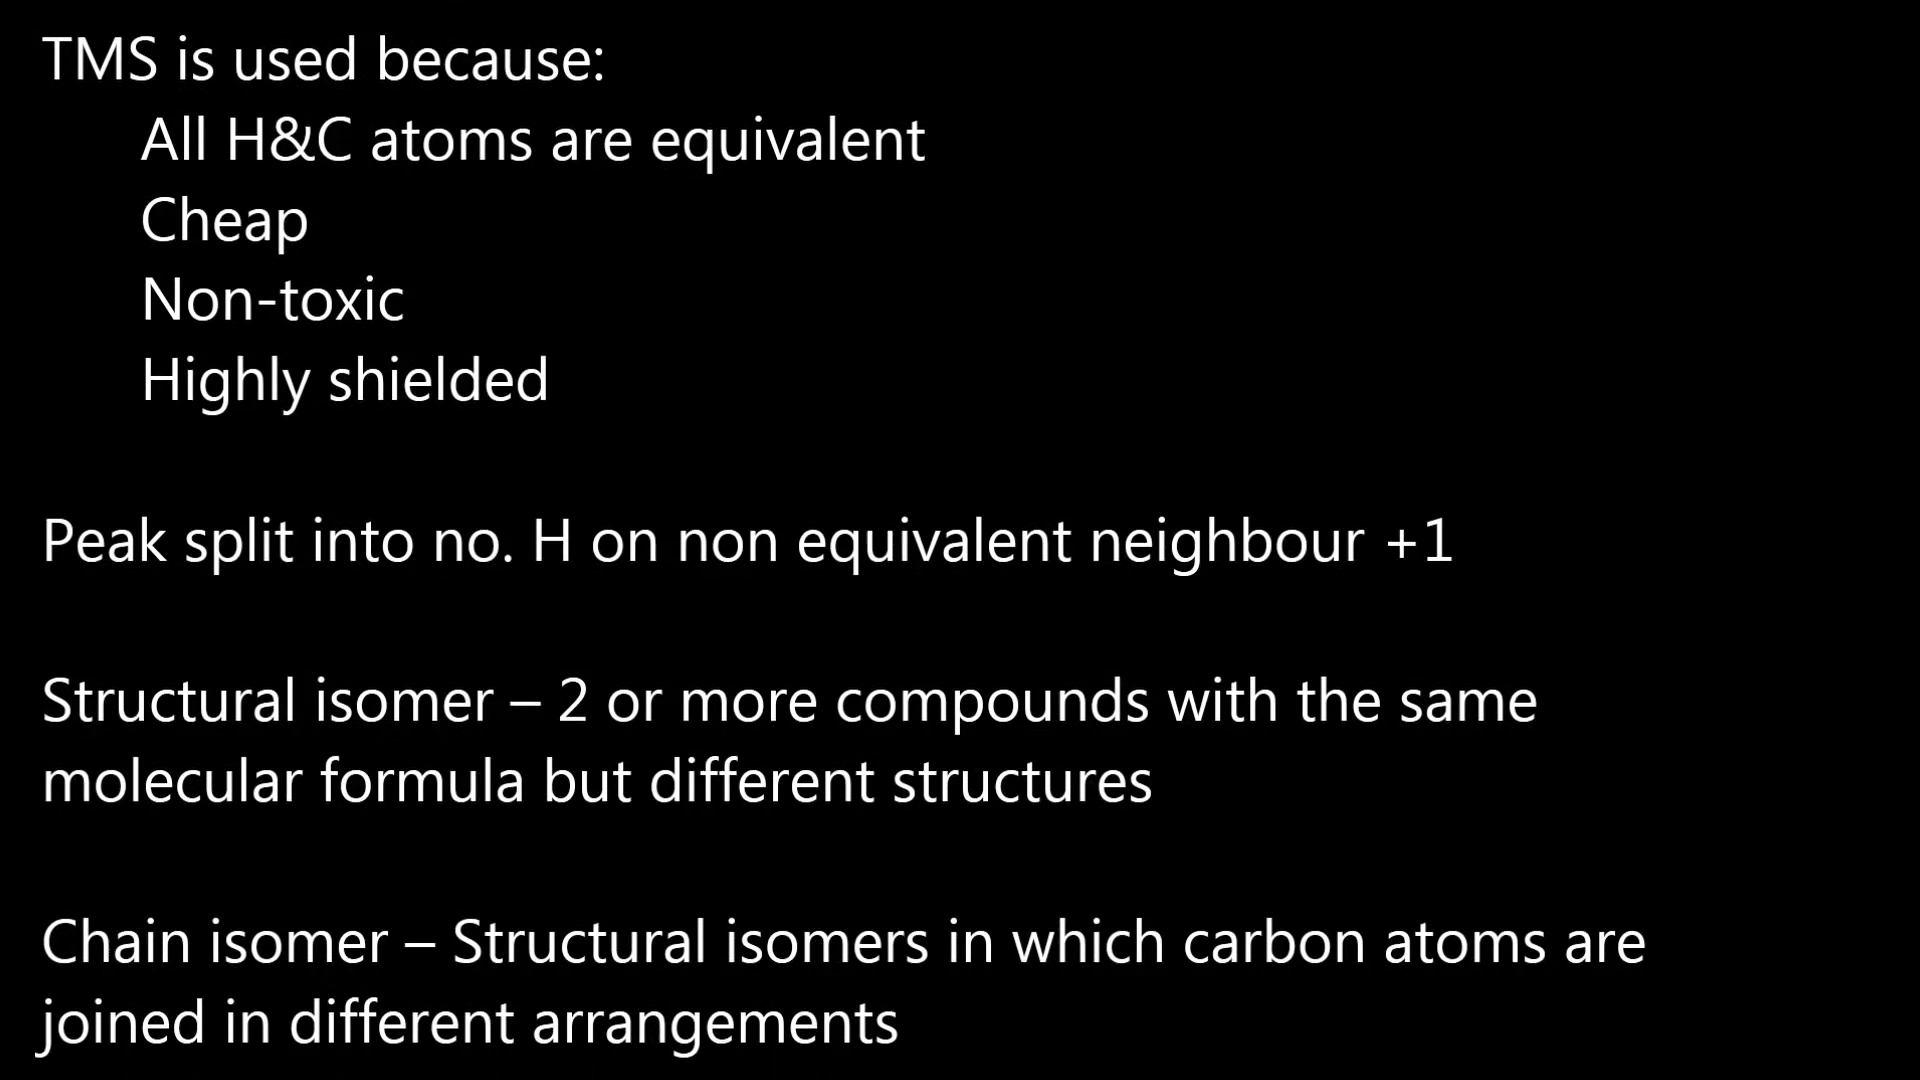 TMS is used because:
All H&C atoms are equivalent
Cheap
Non-toxic
Highly shielded
Peak split into no. H on non equivalent neighbour +1
Structural isomer – 2 or more compounds with the same
molecular formula but different structures
Chain isomer – Structural isomers in which carbon atoms are
joined in different arrangements